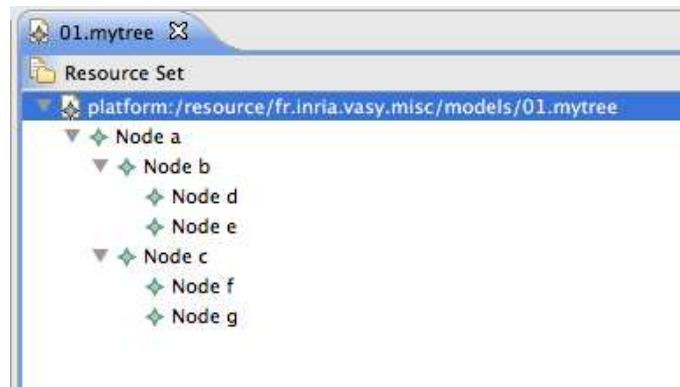 01.mytree
Resource Set
platform:/resource/fr.inria.vasy.misc/models/01.mytree
Node a
Node b
Node d
Node e
Node c
Node f
Node g